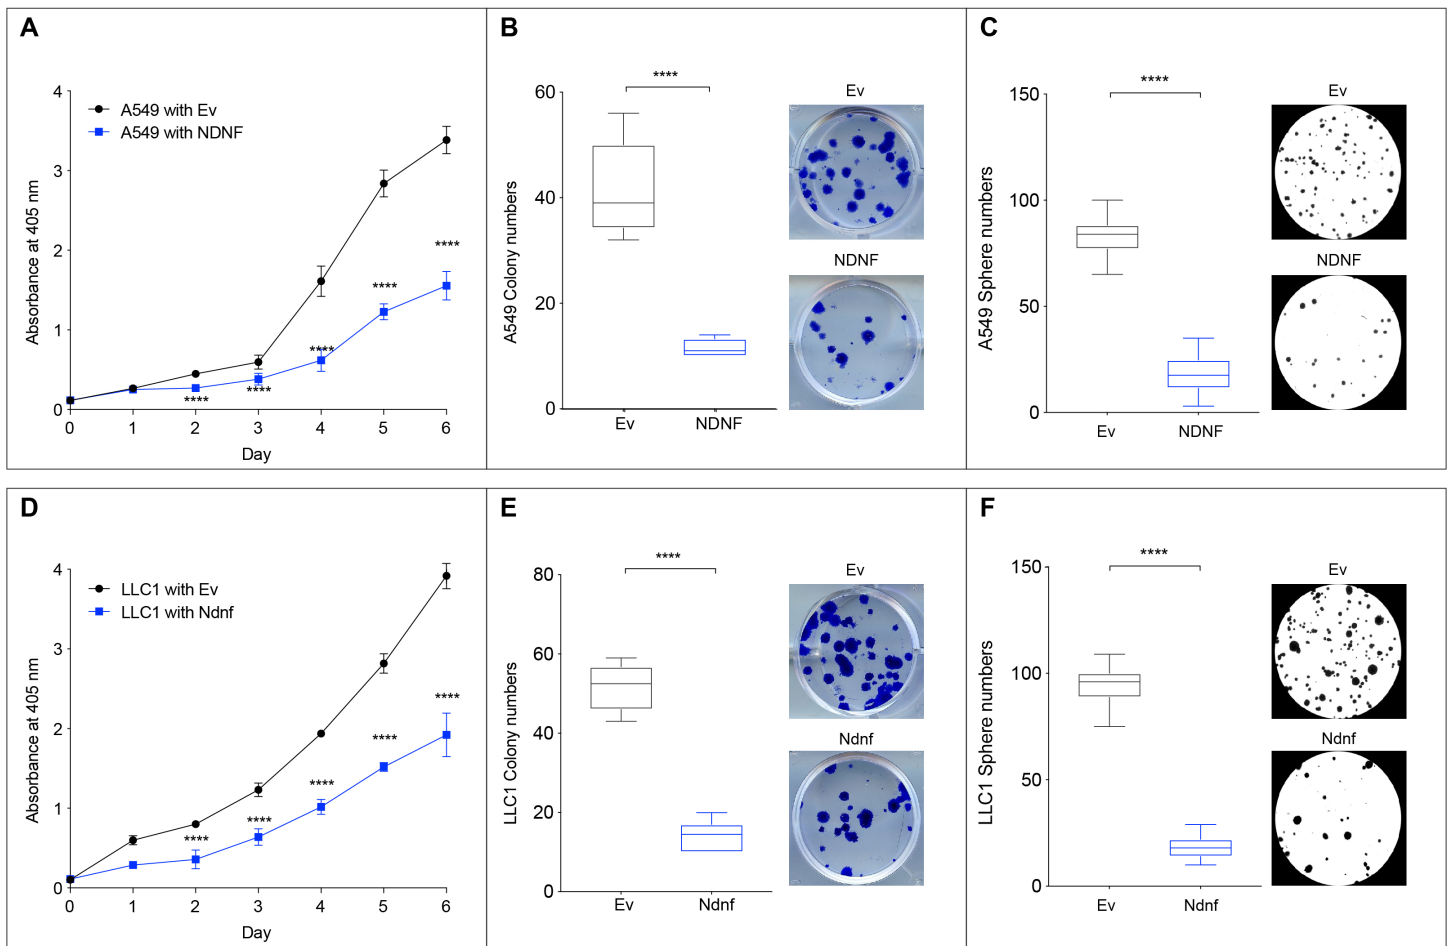 A
A549 with Ev
A549 with NDNF
Absorbance at 405 nm
4
3
2
1
0
0 1 2 3 4 5 6
Day
****
****
****
****
****
B
A549 Colony numbers
60
40
20
0
****
Ev NDNF
Ev
NDNF
C
A549 Sphere numbers
150
100
50
0
****
Ev NDNF
Ev
NDNF
D
LLC1 with Ev
LLC1 with Ndnf
Absorbance at 405 nm
4
3
2
1
0
0 1 2 3 4 5 6
Day
****
****
****
****
****
E
LLC1 Colony numbers
80
60
40
20
0
****
Ev Ndnf
Ev
Ndnf
F
LLC1 Sphere numbers
150
100
50
0
****
Ev Ndnf
Ev
Ndnf